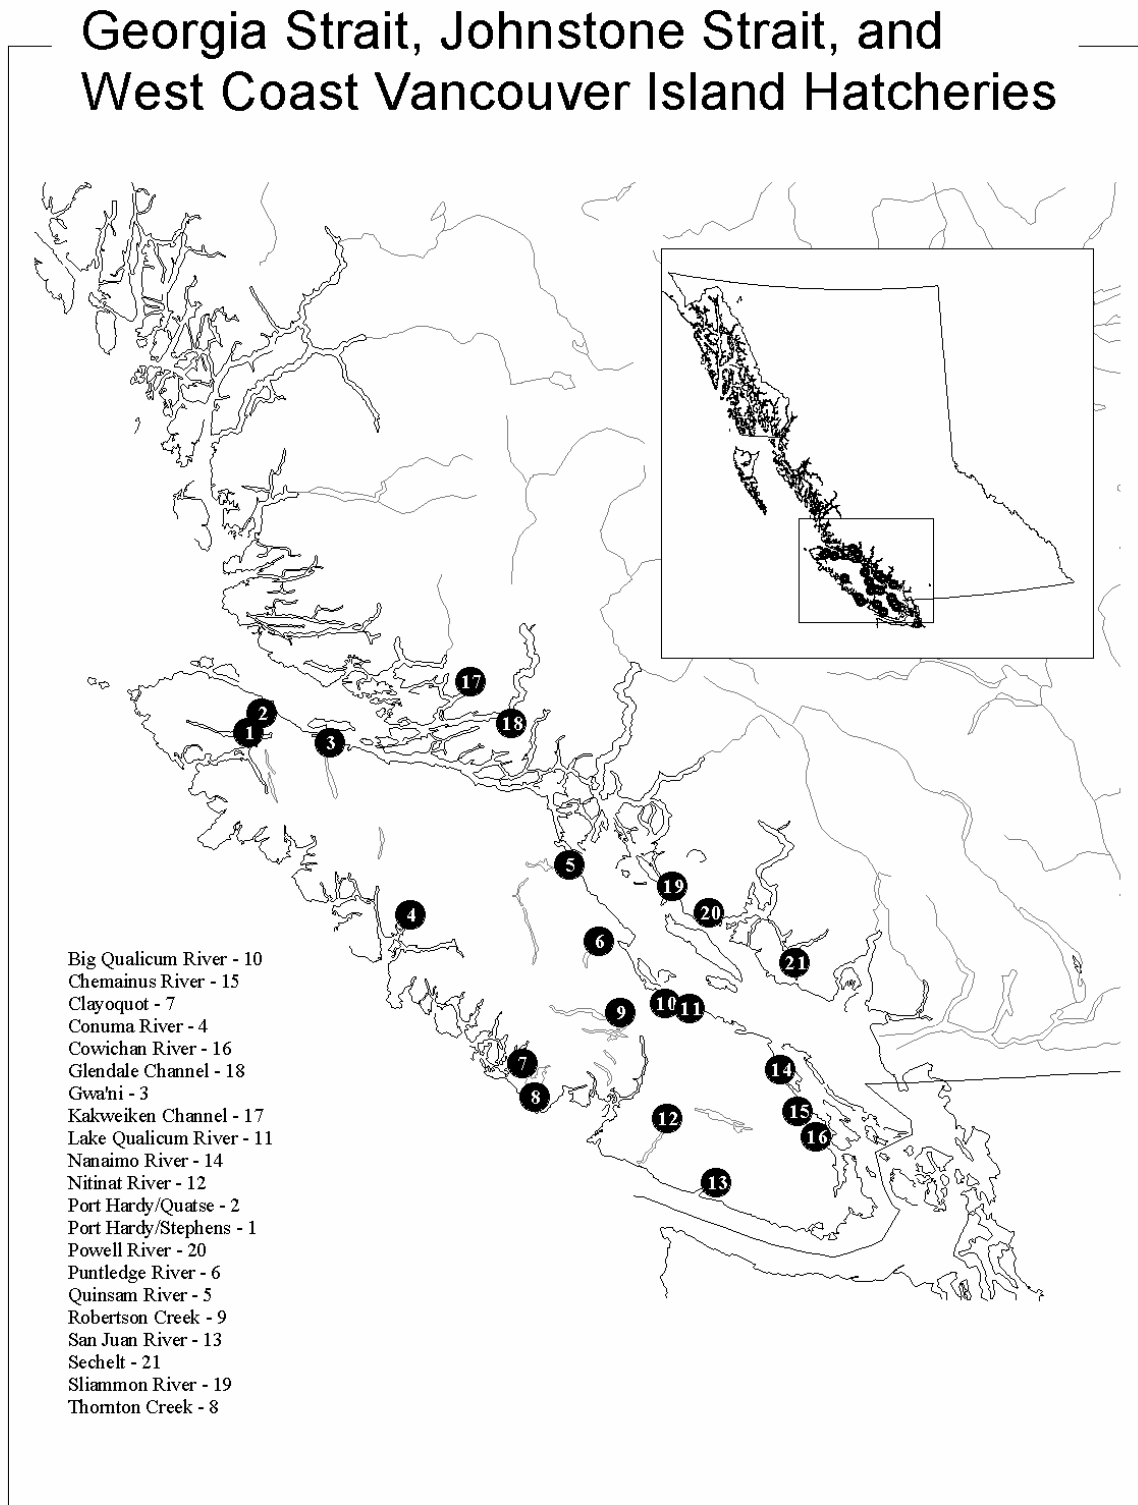 Georgia Strait, Johnstone Strait, and
West Coast Vancouver Island Hatcheries
17
2
18
1
3
5
19
4
20
6
21
10
11
9
7
14
8
15
12
16
13
Big Qualicum River - 10
Chemainus River - 15
Clayoquot - 7
Conuma River - 4
Cowichan River - 16
Glendale Channel - 18
Gwa'ni - 3
Kakweiken Channel - 17
Lake Qualicum River - 11
Nanaimo River - 14
Nitinat River - 12
Port Hardy/Quatse - 2
Port Hardy/Stephens - 1
Powell River - 20
Puntledge River - 6
Quinsam River - 5
Robertson Creek - 9
San Juan River - 13
Sechelt - 21
Sliammon River - 19
Thornton Creek - 8